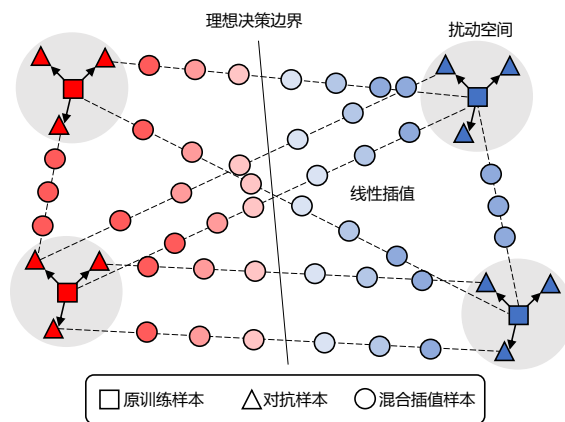 理想决策边界
扰动空间
线性插值
原训练样本 对抗样本 混合插值样本